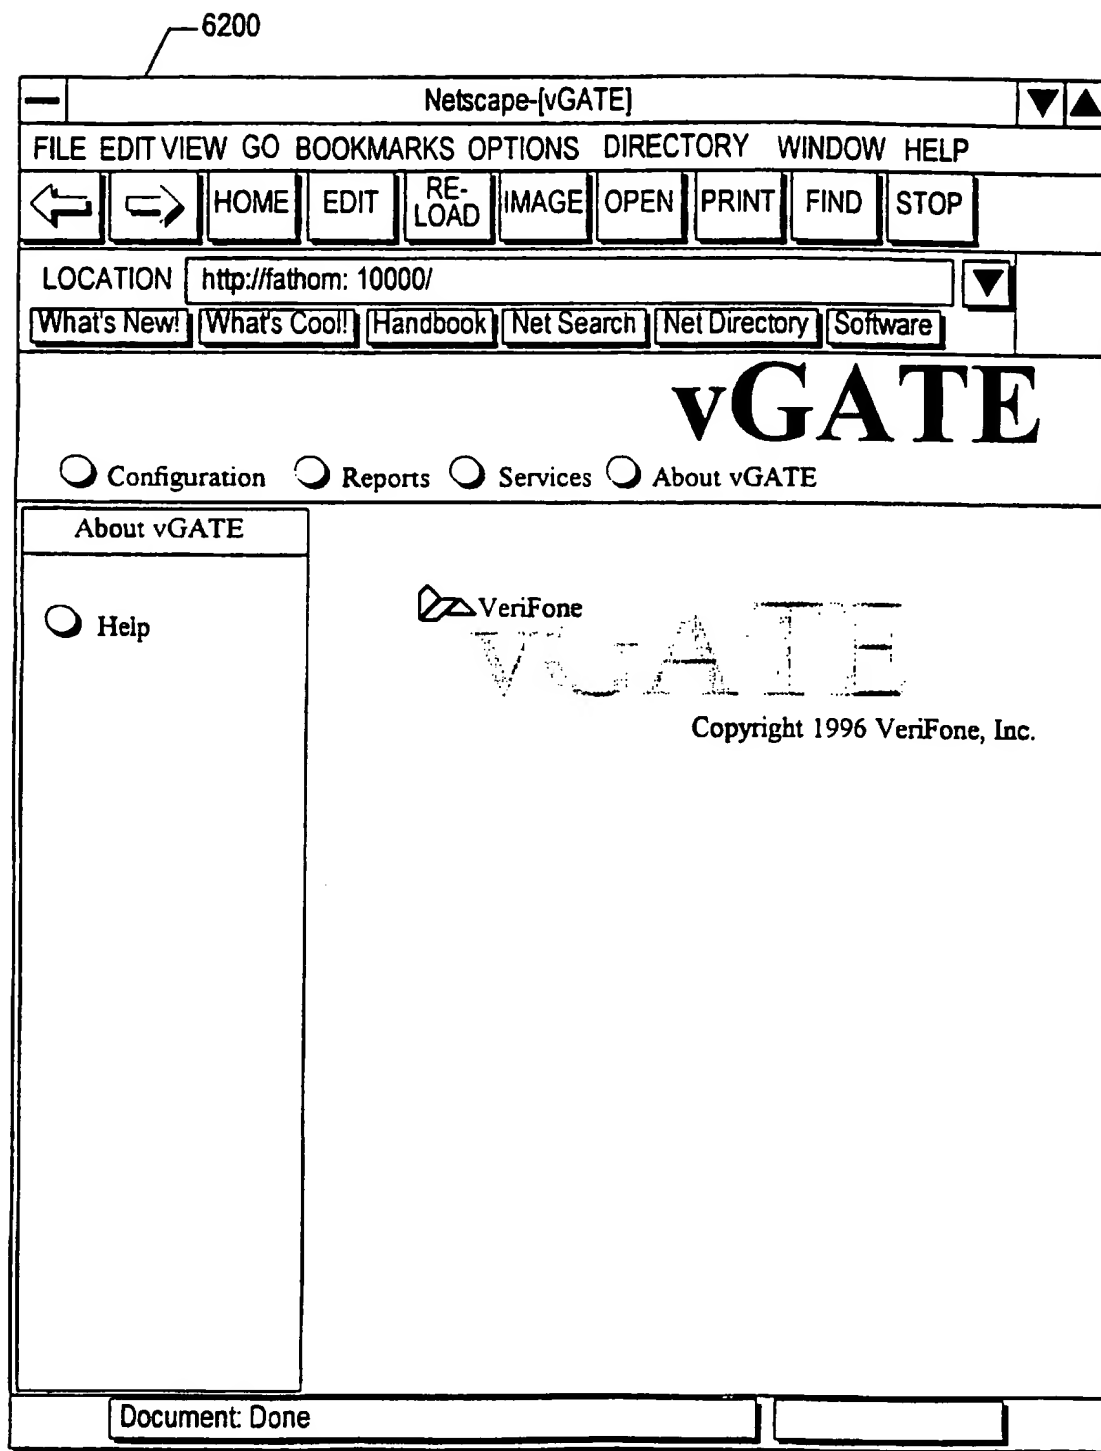 6200
Netscape-[vGATE]
FILE EDIT VIEW GO BOOKMARKS OPTIONS DIRECTORY WINDOW HELP
HOME EDIT RE-LOAD IMAGE OPEN PRINT FIND STOP
LOCATION http://fathom: 10000/
What's New! What's Cool! Handbook Net Search Net Directory Software
vGATE
Configuration Reports Services About vGATE
About vGATE
Help
VeriFone
vGATE
Copyright 1996 VeriFone, Inc.
Document: Done